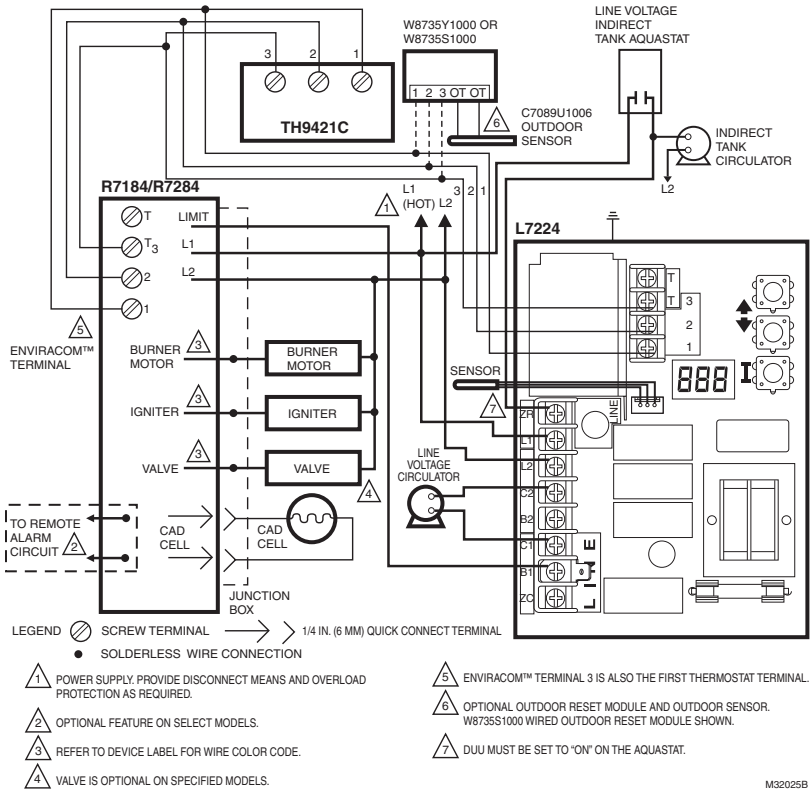 W8735Y1000 OR
W8735S1000
LINE VOLTAGE
INDIRECT
TANK AQUASTAT
3 2 1
TH9421C
1 2 3 OT OT
6
C7089U1006
OUTDOOR
SENSOR
INDIRECT
TANK
CIRCULATOR
L2
R7184/R7284
1
L1
(HOT)
L2
3 2 1
L7224
T
LIMIT
T3
L1
2
L2
1
5
ENVIRACOM™
TERMINAL
T
T 3
2
1
BURNER
MOTOR
3
BURNER
MOTOR
SENSOR
888
IGNITER
3
IGNITER
7
ZR
LINE
L1
L2
VALVE
3
VALVE
4
LINE
VOLTAGE
CIRCULATOR
C2
B2
C1
B1
ZC
LINE
TO REMOTE
ALARM
CIRCUIT
2
CAD
CELL
CAD
CELL
JUNCTION
BOX
LEGEND SCREW TERMINAL 1/4 IN. (6 MM) QUICK CONNECT TERMINAL
SOLDERLESS WIRE CONNECTION
1 POWER SUPPLY. PROVIDE DISCONNECT MEANS AND OVERLOAD
PROTECTION AS REQUIRED.
2 OPTIONAL FEATURE ON SELECT MODELS.
3 REFER TO DEVICE LABEL FOR WIRE COLOR CODE.
4 VALVE IS OPTIONAL ON SPECIFIED MODELS.
5 ENVIRACOM™ TERMINAL 3 IS ALSO THE FIRST THERMOSTAT TERMINAL.
6 OPTIONAL OUTDOOR RESET MODULE AND OUTDOOR SENSOR.
W8735S1000 WIRED OUTDOOR RESET MODULE SHOWN.
7 DUU MUST BE SET TO "ON" ON THE AQUASTAT.
M32025B